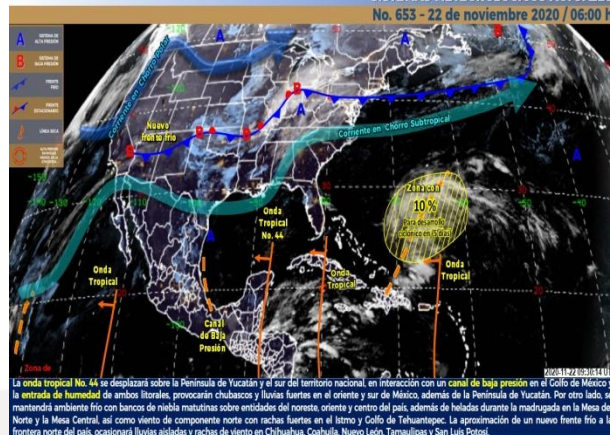 No. 653 - 22 de noviembre 2020 / 06:00 h
A SISTEMA DE ALTA PRESIÓN
B SISTEMA DE BAJA PRESIÓN
FRENTE FRÍO
FRENTE ESTACIONARIO
LÍNEA SECA
Corriente en Chorro Polar
A
A
B
B
A
Nuevo
frente frío
B
B
B
Corriente en Chorro Subtropical
A
Zona con
10 %
Para desarrollo
ciclónico en (5 días)
Onda
Tropical
No. 44
A
Onda
Tropical
Onda
Tropical
Onda
Tropical
Canal
de Baja
Presión
Zona de
2020-11-22 09:30:14 U
La onda tropical No. 44 se desplazará sobre la Península de Yucatán y el sur del territorio nacional, en interacción con un canal de baja presión en el Golfo de México y
la entrada de humedad de ambos litorales, provocarán chubascos y lluvias fuertes en el oriente y sur de México, además de la Península de Yucatán. Por otro lado, se
mantendrá ambiente frío con bancos de niebla matutinas sobre entidades del noreste, oriente y centro del país, además de heladas durante la madrugada en la Mesa del
Norte y la Mesa Central, así como viento de componente norte con rachas fuertes en el Istmo y Golfo de Tehuantepec. La aproximación de un nuevo frente frío a la
frontera norte del país, ocasionará lluvias aisladas y rachas de viento en Chihuahua, Coahuila, Nuevo León, Tamaulipas y San Luis Potosí